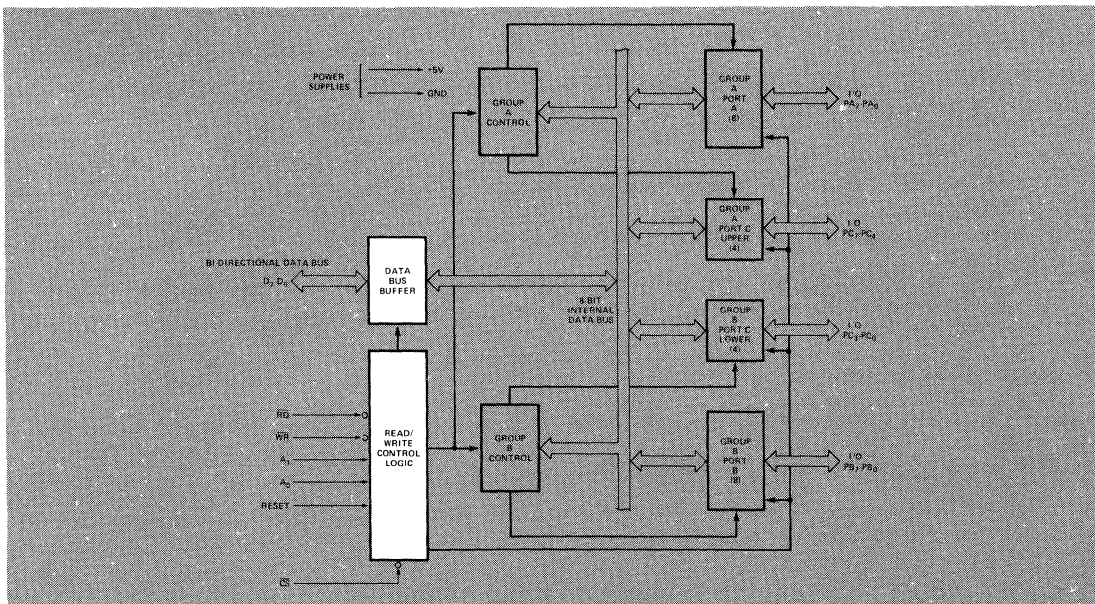 POWER
SUPPLIES
+5V
GND
GROUP
A
CONTROL
GROUP
A
PORT
A
(8)
I/O
PA7-PA0
GROUP
A
PORT C
UPPER
(4)
I/O
PC7-PC4
BI-DIRECTIONAL DATA BUS
D7-D0
DATA
BUS
BUFFER
8-BIT
INTERNAL
DATA BUS
GROUP
B
PORT C
LOWER
(4)
I/O
PC3-PC0
RD
WR
A1
A0
RESET
CS
READ/
WRITE
CONTROL
LOGIC
GROUP
B
CONTROL
GROUP
B
PORT
B
(8)
I/O
PB7-PB0